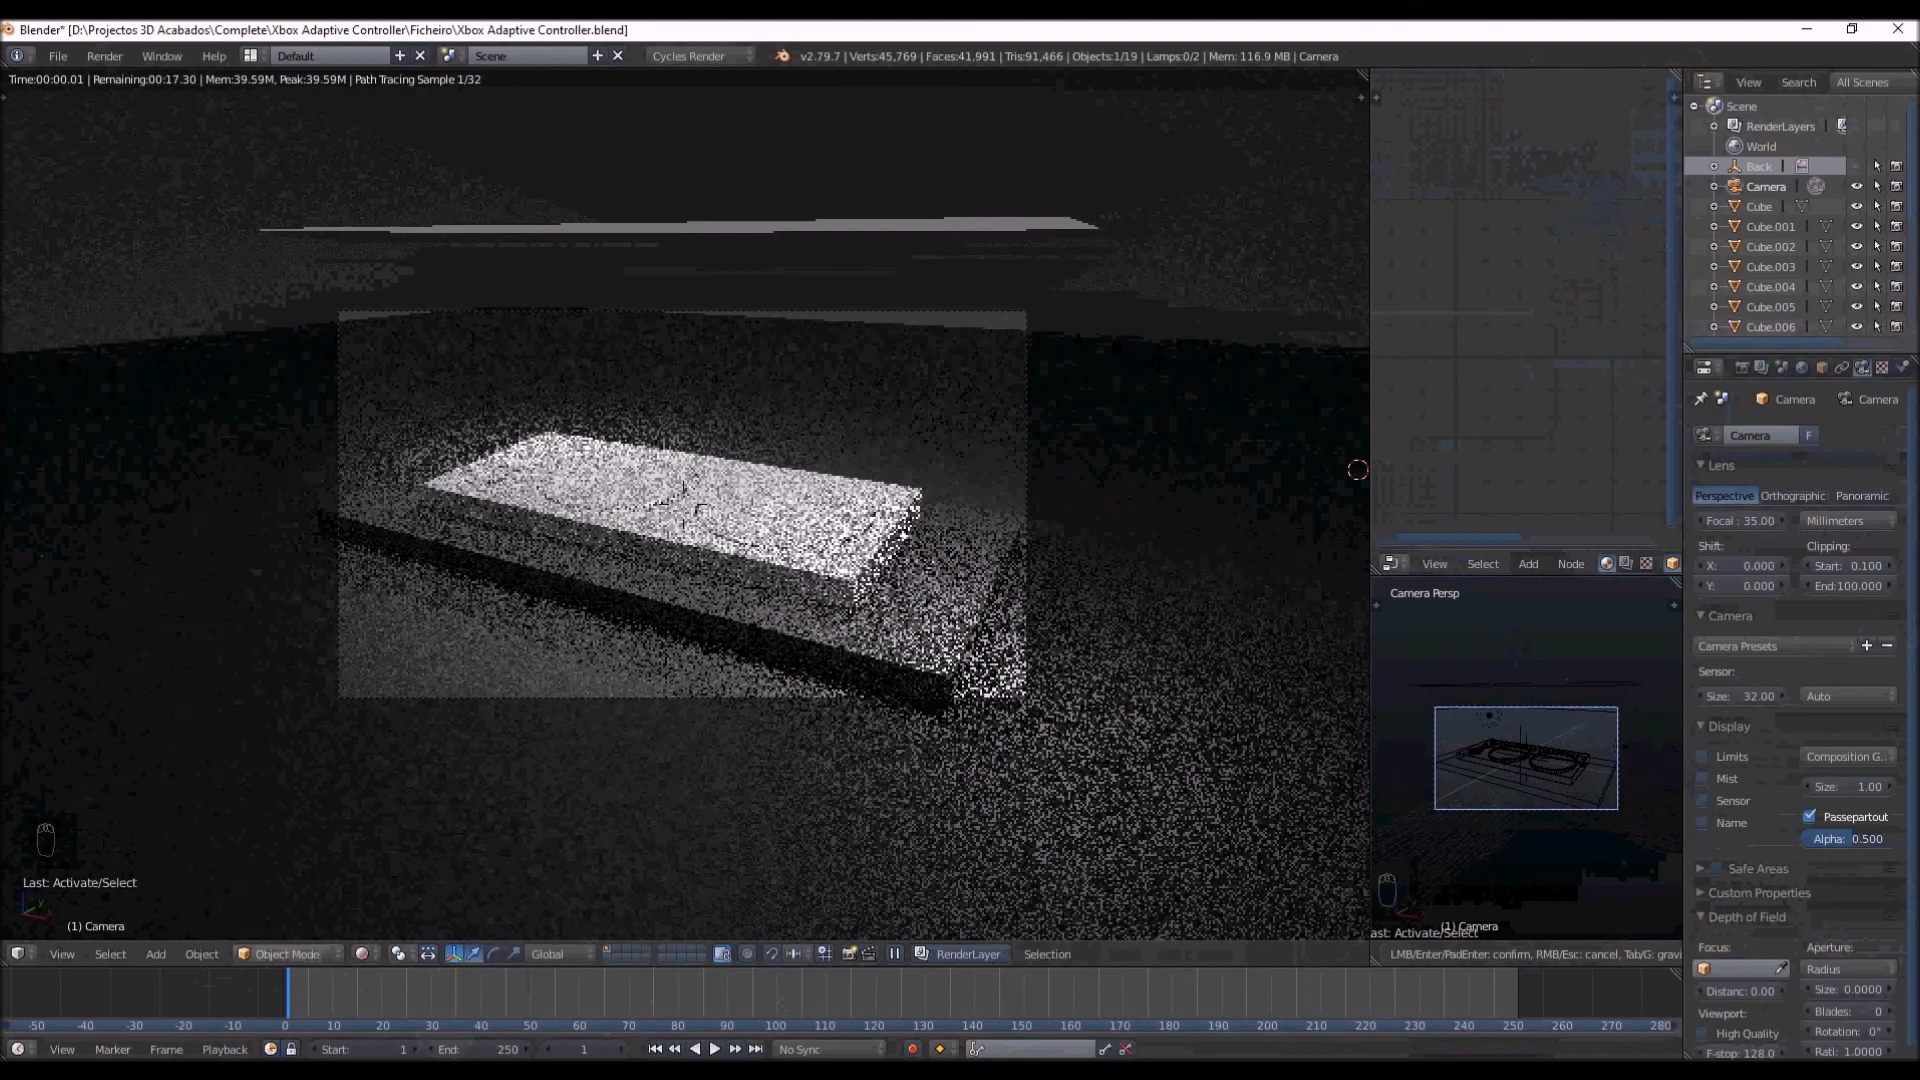 Blender* [D:\Projectos 3D Acabados\Complete\Xbox Adaptive Controller\Ficheiro\Xbox Adaptive Controller.blend]
File Render Window Help Default Scene Cycles Render v2.79.7 | Verts:45,769 | Faces:41,991 | Tris:91,466 | Objects:1/19 | Lamps:0/2 | Mem: 116.9 MB | Camera
Time:00:00.01 | Remaining:00:17.30 | Mem:39.59M, Peak:39.59M | Path Tracing Sample 1/32
View Search All Scenes
Scene
RenderLayers
World
Back
Camera
Cube
Cube.001
Cube.002
Cube.003
Cube.004
Cube.005
Cube.006
Camera Camera
Camera F
Lens
Perspective Orthographic Panoramic
Focal : 35.00 Millimeters
Shift: Clipping:
X: 0.000 Start: 0.100
Y: 0.000 End:100.000
View Select Add Node
Camera Persp
Camera
Camera Presets
Sensor:
Size: 32.00 Auto
Display
Limits Composition G..
Mist
Size: 1.00
Sensor
Passepartout
Name
Alpha: 0.500
Safe Areas
Custom Properties
Depth of Field
Last: Activate/Select
(1) Camera
ast: Activate/Select
(1) Camera
Focus: Aperture:
Radius
Distanc: 0.00 Size: 0.0000
Viewport: Blades: 0
High Quality Rotation: 0°
F-stop: 128.0 Rati: 1.0000
View Select Add Object Object Mode Global RenderLayer Selection
LMB/Enter/PadEnter: confirm, RMB/Esc: cancel, Tab/G: gravi
-50 -40 -30 -20 -10 0 10 20 30 40 50 60 70 80 90 100 110 120 130 140 150 160 170 180 190 200 210 220 230 240 250 260 270 280
View Marker Frame Playback Start: 1 End: 250 1 No Sync